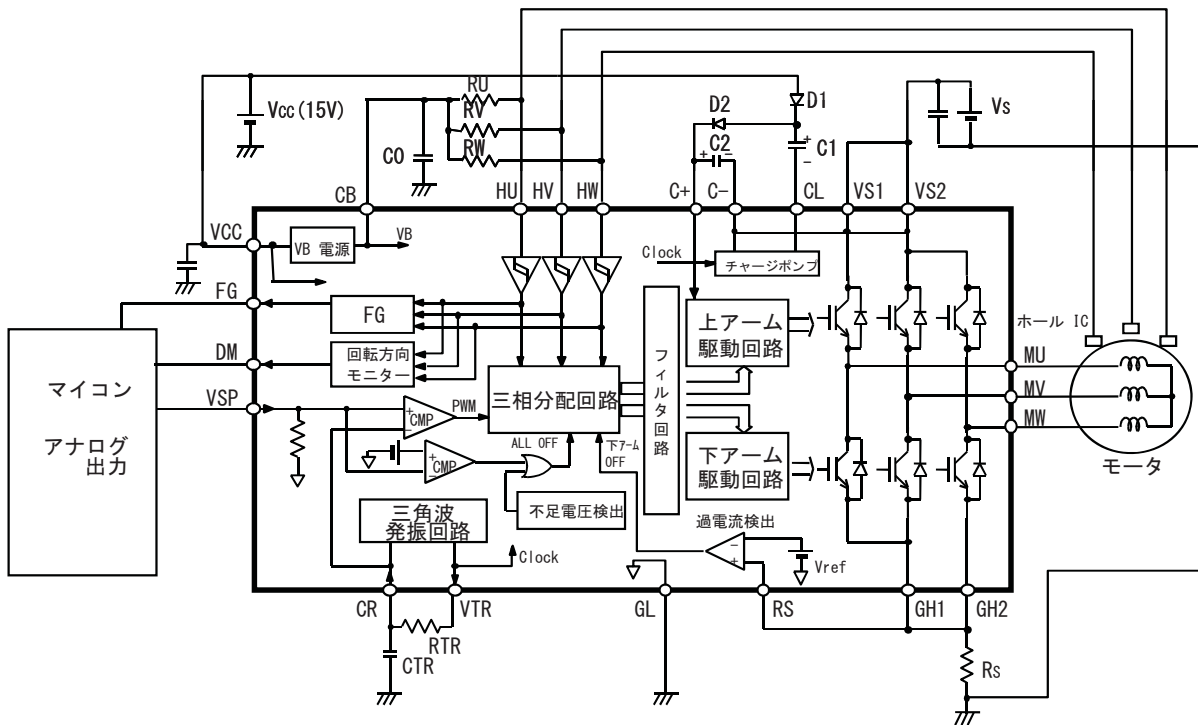 Vcc(15V)
RU
RV
RW
C0
D2
D1
C2
+
-
+
-
C1
Vs
CB
HU
HV
HW
C+
C-
CL
VS1
VS2
VCC
VB 電源
VB
Clock
チャージポンプ
FG
FG
DM
回転方向
モニター
VSP
マイコン
アナログ
出力
+
-
CMP
PWM
三相分配回路
フィルタ回路
上アーム
駆動回路
下アーム
駆動回路
ホール IC
MU
MV
MW
モータ
ALL OFF
下アーム
OFF
+
-
CMP
不足電圧検出
三角波
発振回路
Clock
過電流検出
-
+
Vref
CR
VTR
GL
RS
GH1
GH2
RTR
CTR
Rs